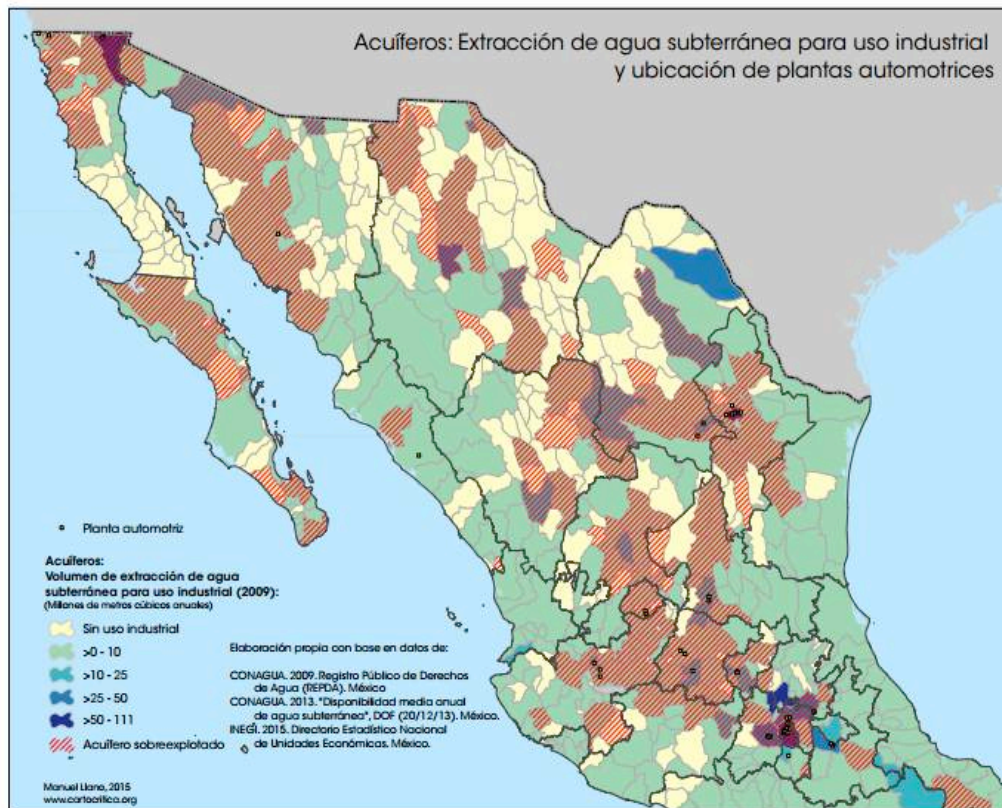 Acuíferos: Extracción de agua subterránea para uso industrial
y ubicación de plantas automotrices
Planta automotriz
Acuíferos:
Volumen de extracción de agua
subterránea para uso industrial (2009):
(Millones de metros cúbicos anuales)
Sin uso industrial
>0 - 10
>10 - 25
>25 - 50
>50 - 111
Acuífero sobreexplotado
Elaboración propia con base en datos de:
CONAGUA. 2009. Registro Público de Derechos
de Agua (REPDA). México
CONAGUA. 2013. "Disponibilidad media anual
de agua subterránea", DOF (20/12/13). México.
INEGI. 2015. Directorio Estadístico Nacional
de Unidades Económicas. México.
Manuel Llano, 2015
www.cartocritica.org